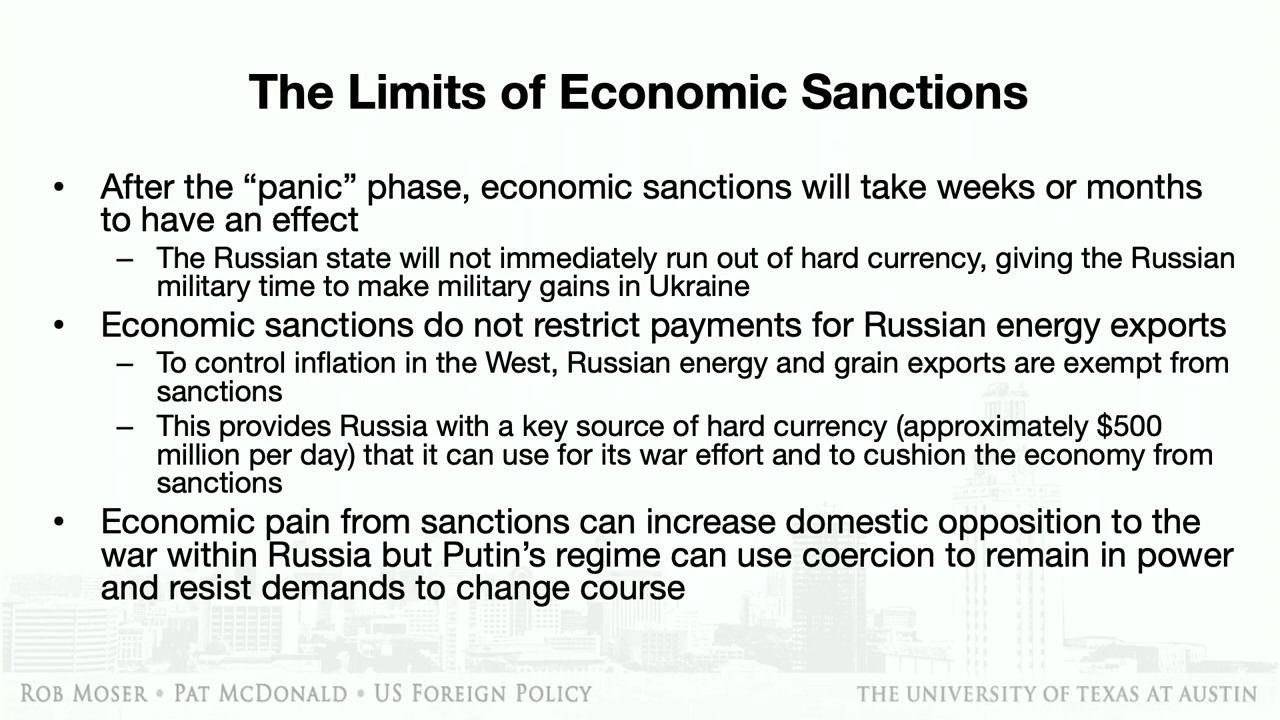 The Limits of Economic Sanctions
• After the “panic” phase, economic sanctions will take weeks or months
to have an effect
– The Russian state will not immediately run out of hard currency, giving the Russian
military time to make military gains in Ukraine
• Economic sanctions do not restrict payments for Russian energy exports
– To control inflation in the West, Russian energy and grain exports are exempt from
sanctions
– This provides Russia with a key source of hard currency (approximately $500
million per day) that it can use for its war effort and to cushion the economy from
sanctions
• Economic pain from sanctions can increase domestic opposition to the
war within Russia but Putin’s regime can use coercion to remain in power
and resist demands to change course
ROB MOSER • PAT MCDONALD • US FOREIGN POLICY
THE UNIVERSITY OF TEXAS AT AUSTIN